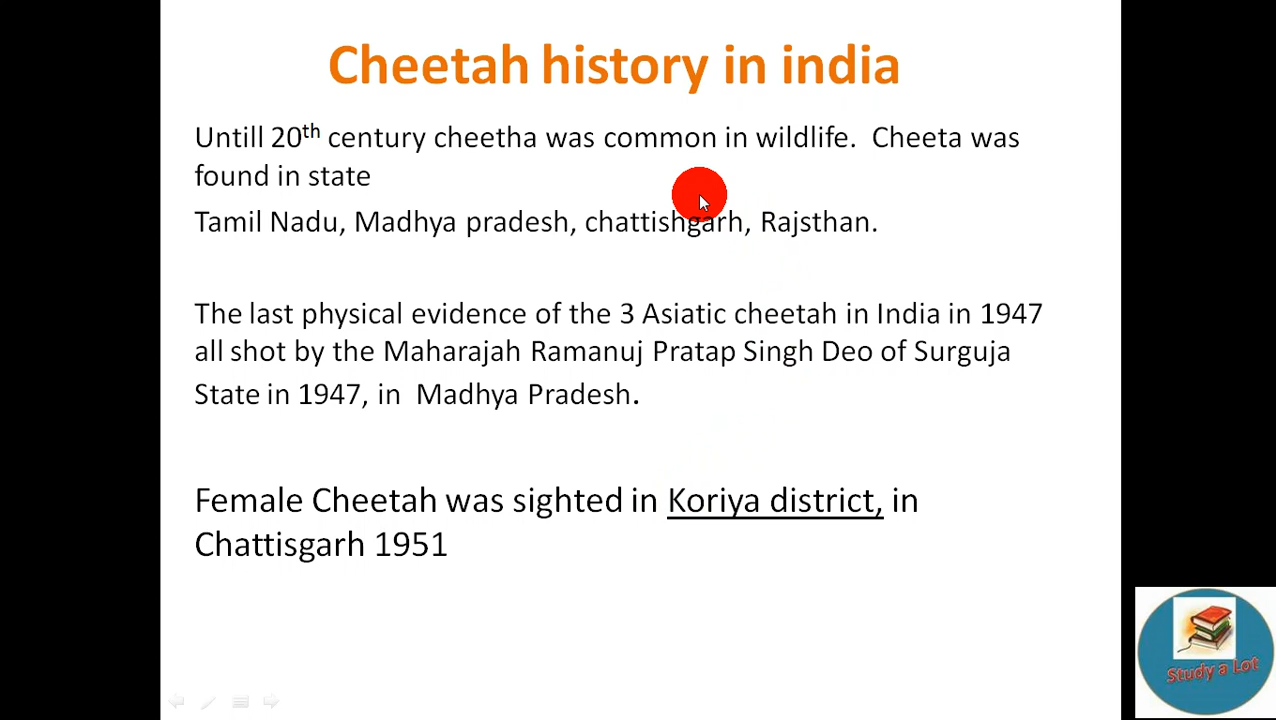 Cheetah history in india
Untill 20th century cheetha was common in wildlife. Cheeta was
found in state
Tamil Nadu, Madhya pradesh, chattishgarh, Rajsthan.
The last physical evidence of the 3 Asiatic cheetah in India in 1947
all shot by the Maharajah Ramanuj Pratap Singh Deo of Surguja
State in 1947, in Madhya Pradesh.
Female Cheetah was sighted in Koriya district, in
Chattisgarh 1951
Study a Lot